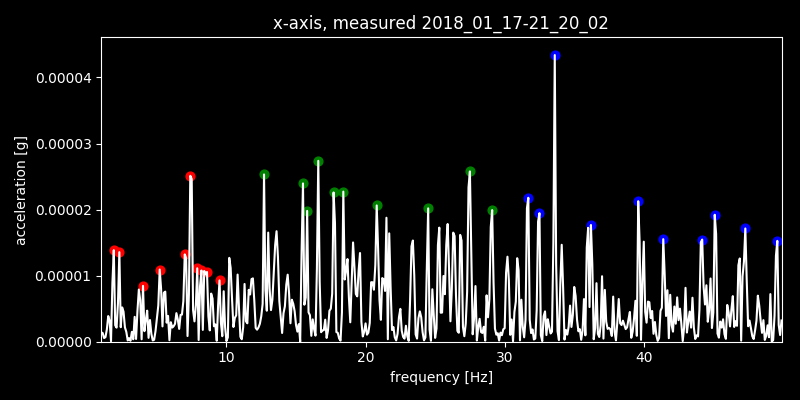 x-axis, measured 2018_01_17-21_20_02
acceleration [g]
0.00004
0.00003
0.00002
0.00001
0.00000
10 20 30 40
frequency [Hz]